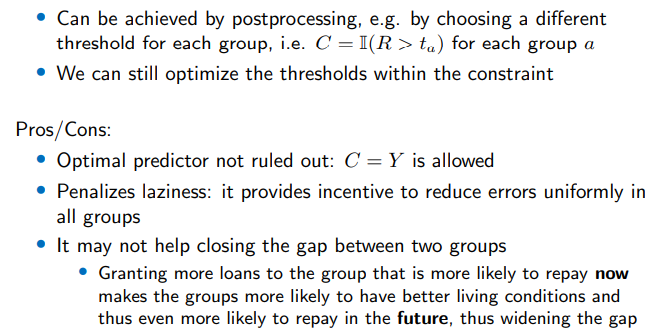 • Can be achieved by postprocessing, e.g. by choosing a different
threshold for each group, i.e. C = 𝕀(R > tₐ) for each group a
• We can still optimize the thresholds within the constraint
Pros/Cons:
• Optimal predictor not ruled out: C = Y is allowed
• Penalizes laziness: it provides incentive to reduce errors uniformly in
all groups
• It may not help closing the gap between two groups
• Granting more loans to the group that is more likely to repay now
makes the groups more likely to have better living conditions and
thus even more likely to repay in the future, thus widening the gap